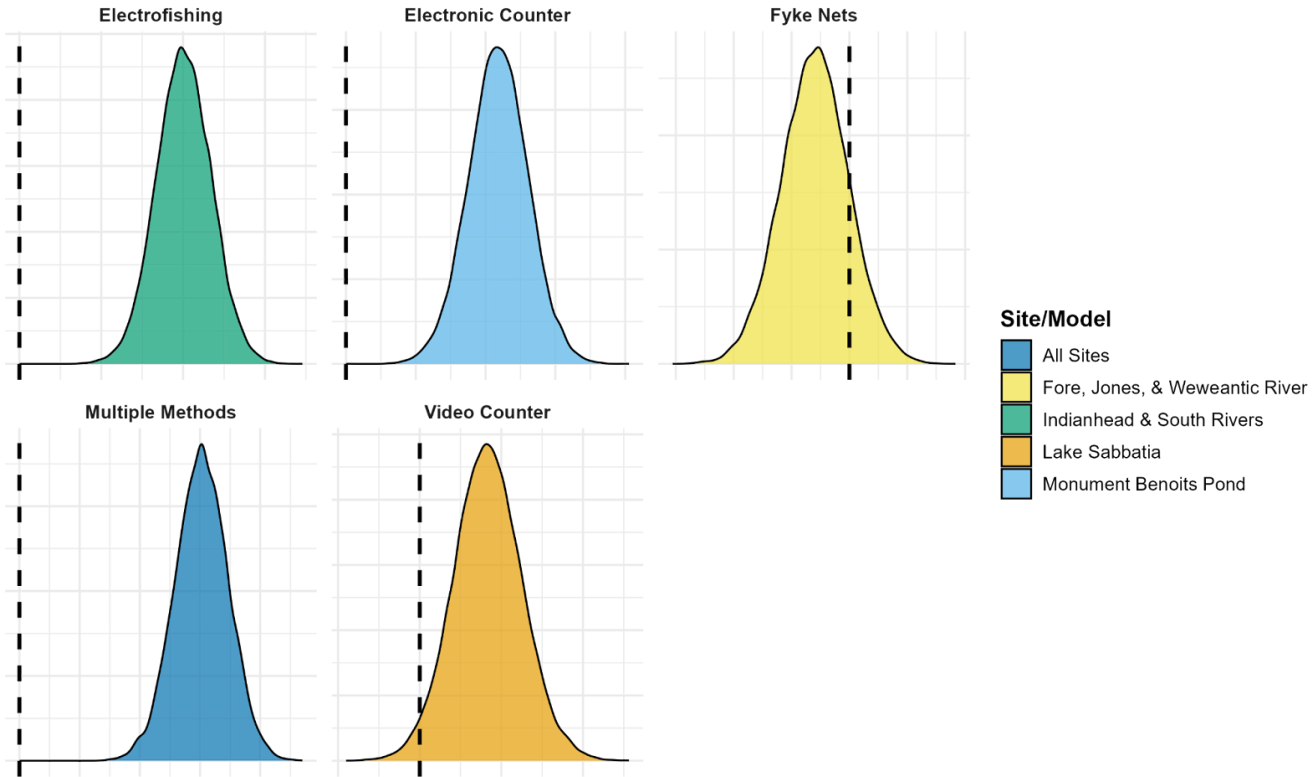 Electrofishing
Electronic Counter
Fyke Nets
Multiple Methods
Video Counter
Site/Model
All Sites
Fore, Jones, & Weweantic River
Indianhead & South Rivers
Lake Sabbatia
Monument Benoits Pond